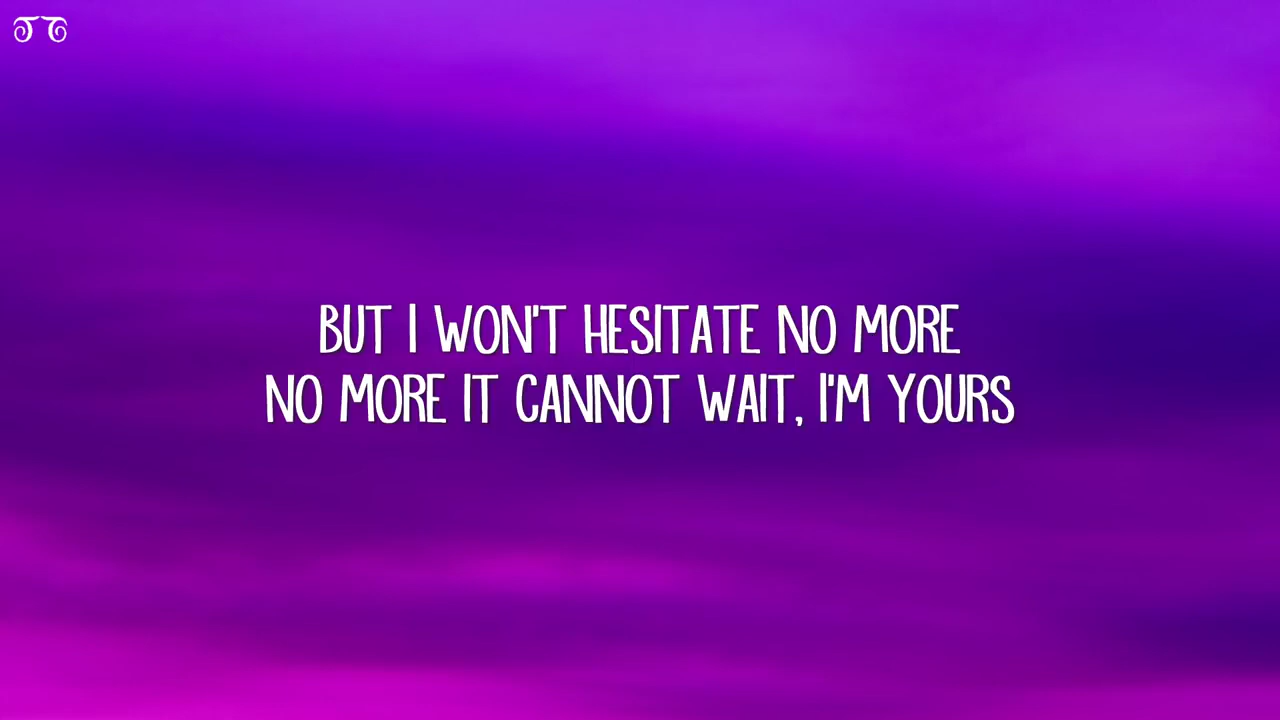 BUT I WON'T HESITATE NO MORE
NO MORE IT CANNOT WAIT, I'M YOURS